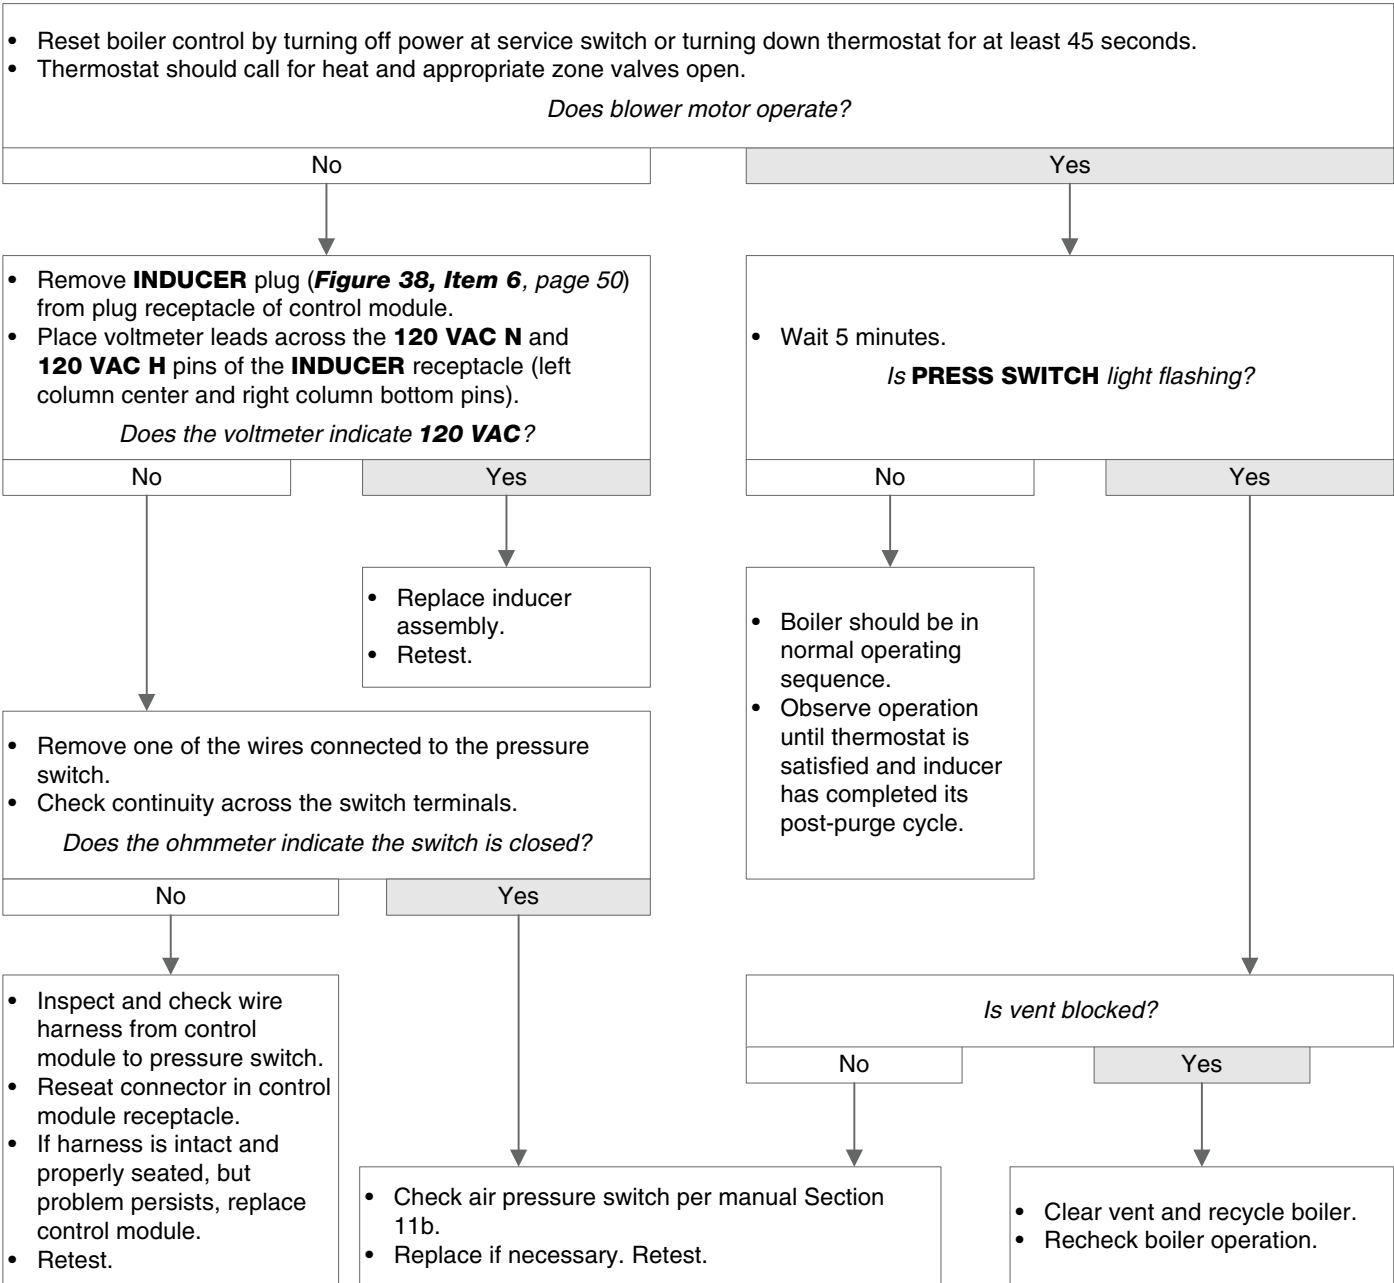 • Reset boiler control by turning off power at service switch or turning down thermostat for at least 45 seconds.
• Thermostat should call for heat and appropriate zone valves open.
Does blower motor operate?
No
Yes
• Remove INDUCER plug (Figure 38, Item 6, page 50)
from plug receptacle of control module.
• Place voltmeter leads across the 120 VAC N and
120 VAC H pins of the INDUCER receptacle (left
column center and right column bottom pins).
Does the voltmeter indicate 120 VAC?
No
Yes
• Wait 5 minutes.
Is PRESS SWITCH light flashing?
No
Yes
• Replace inducer
assembly.
• Retest.
• Boiler should be in
normal operating
sequence.
• Observe operation
until thermostat is
satisfied and inducer
has completed its
post-purge cycle.
• Remove one of the wires connected to the pressure
switch.
• Check continuity across the switch terminals.
Does the ohmmeter indicate the switch is closed?
No
Yes
• Inspect and check wire
harness from control
module to pressure switch.
• Reseat connector in control
module receptacle.
• If harness is intact and
properly seated, but
problem persists, replace
control module.
• Retest.
Is vent blocked?
No
Yes
• Check air pressure switch per manual Section
11b.
• Replace if necessary. Retest.
• Clear vent and recycle boiler.
• Recheck boiler operation.